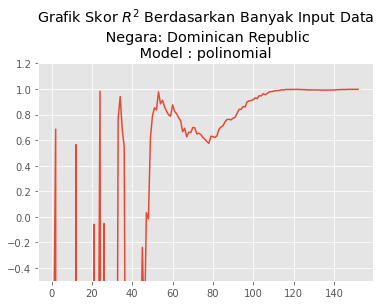 Grafik Skor R² Berdasarkan Banyak Input Data
Negara: Dominican Republic
Model : polinomial
1.2
1.0
0.8
0.6
0.4
0.2
0.0
−0.2
−0.4
0 20 40 60 80 100 120 140